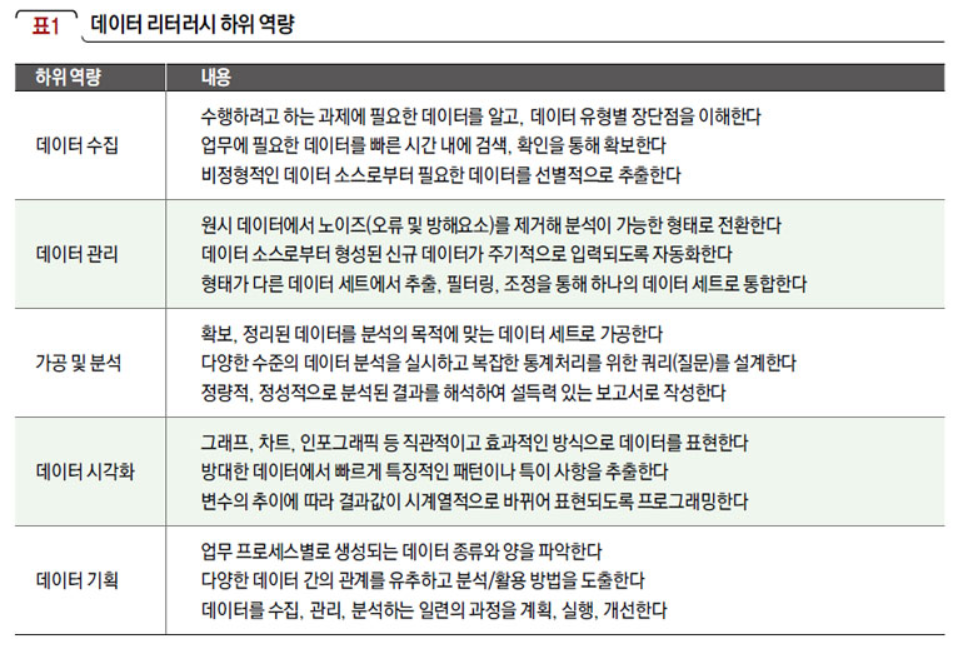 표1 데이터 리터러시 하위 역량
하위 역량 내용
데이터 수집
수행하려고 하는 과제에 필요한 데이터를 알고, 데이터 유형별 장단점을 이해한다
업무에 필요한 데이터를 빠른 시간 내에 검색, 확인을 통해 확보한다
비정형적인 데이터 소스로부터 필요한 데이터를 선별적으로 추출한다
데이터 관리
원시 데이터에서 노이즈(오류 및 방해요소)를 제거해 분석이 가능한 형태로 전환한다
데이터 소스로부터 형성된 신규 데이터가 주기적으로 입력되도록 자동화한다
형태가 다른 데이터 세트에서 추출, 필터링, 조정을 통해 하나의 데이터 세트로 통합한다
가공 및 분석
확보, 정리된 데이터를 분석의 목적에 맞는 데이터 세트로 가공한다
다양한 수준의 데이터 분석을 실시하고 복잡한 통계처리를 위한 쿼리(질문)를 설계한다
정량적, 정성적으로 분석된 결과를 해석하여 설득력 있는 보고서로 작성한다
데이터 시각화
그래프, 차트, 인포그래픽 등 직관적이고 효과적인 방식으로 데이터를 표현한다
방대한 데이터에서 빠르게 특징적인 패턴이나 특이 사항을 추출한다
변수의 추이에 따라 결과값이 시계열적으로 바뀌어 표현되도록 프로그래밍한다
데이터 기획
업무 프로세스별로 생성되는 데이터 종류와 양을 파악한다
다양한 데이터 간의 관계를 유추하고 분석/활용 방법을 도출한다
데이터를 수집, 관리, 분석하는 일련의 과정을 계획, 실행, 개선한다